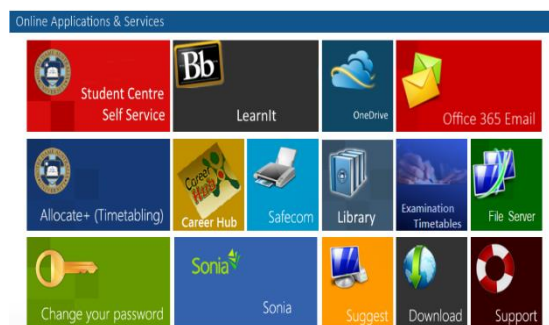 Online Applications & Services
Student Centre
Self Service
Bb
LearnIt
OneDrive
Office 365 Email
Allocate+ (Timetabling)
Career
Hub
Career Hub
Safecom
Library
Examination
Timetables
File Server
Change your password
Sonia
Sonia
Suggest
Download
Support